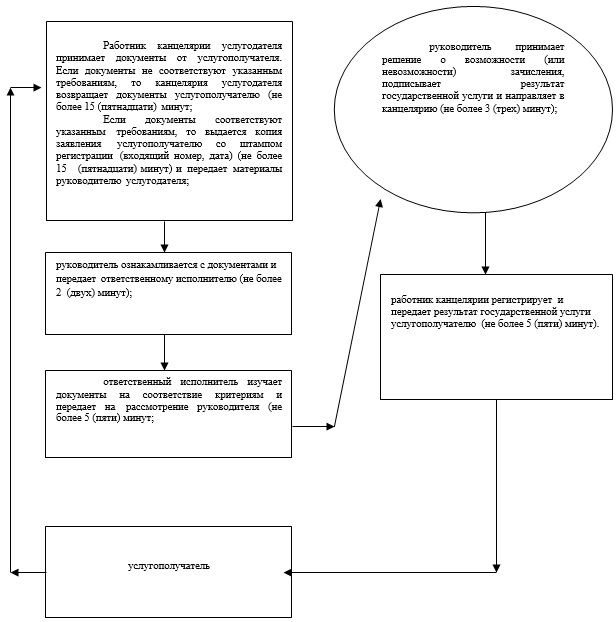 Работник канцелярии услугодателя
принимает документы от услугополучателя.
Если документы не соответствуют указанным
требованиям, то канцелярия услугодателя
возвращает документы услугополучателю (не
более 15 (пятнадцати) минут;
Если документы соответствуют
указанным требованиям, то выдается копия
заявления услугополучателю со штампом
регистрации (входящий номер, дата) (не более
15 (пятнадцати) минут) и передает материалы
руководителю услугодателя;
руководитель ознакамливается с документами и
передает ответственному исполнителю (не более
2 (двух) минут);
ответственный исполнитель изучает
документы на соответствие критериям и
передает на рассмотрение руководителя (не
более 5 (пяти) минут;
руководитель принимает
решение о возможности (или
невозможности) зачисления,
подписывает результат
государственной услуги и направляет в
канцелярию (не более 3 (трех) минут);
работник канцелярии регистрирует и
передает результат государственной услуги
услугополучателю (не более 5 (пяти) минут).
услугополучатель